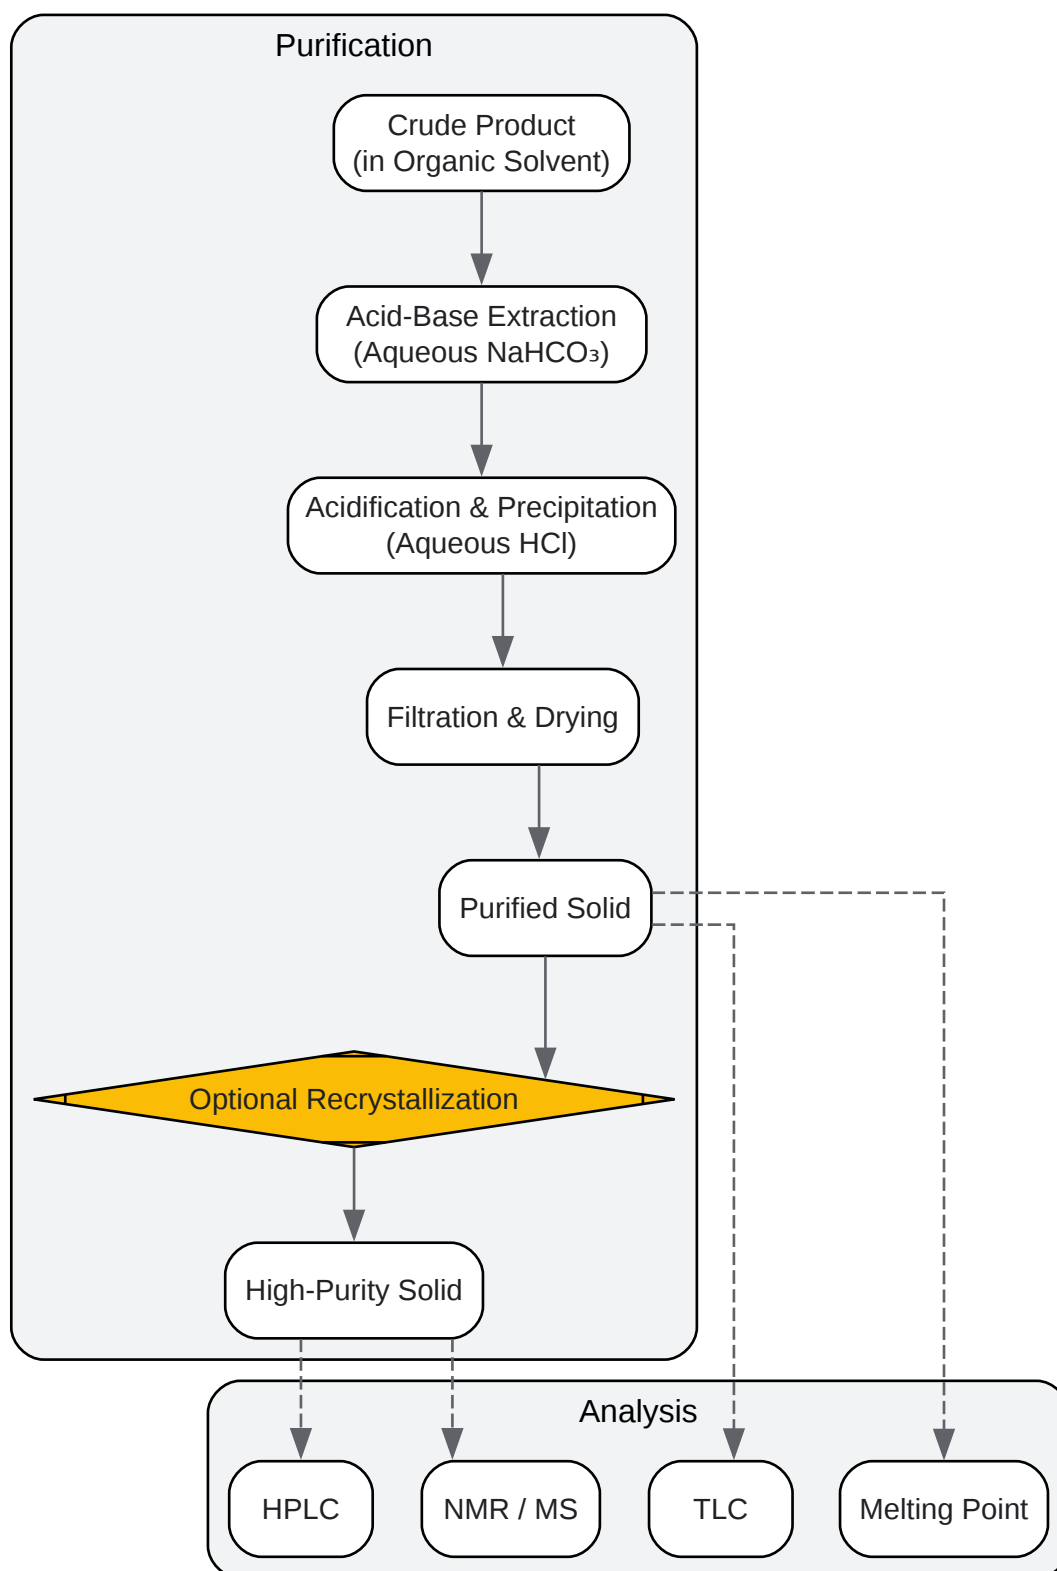 Purification
Crude Product
(in Organic Solvent)
Acid-Base Extraction
(Aqueous NaHCO₃)
Acidification & Precipitation
(Aqueous HCl)
Filtration & Drying
Purified Solid
Optional Recrystallization
High-Purity Solid
Analysis
HPLC
NMR / MS
TLC
Melting Point